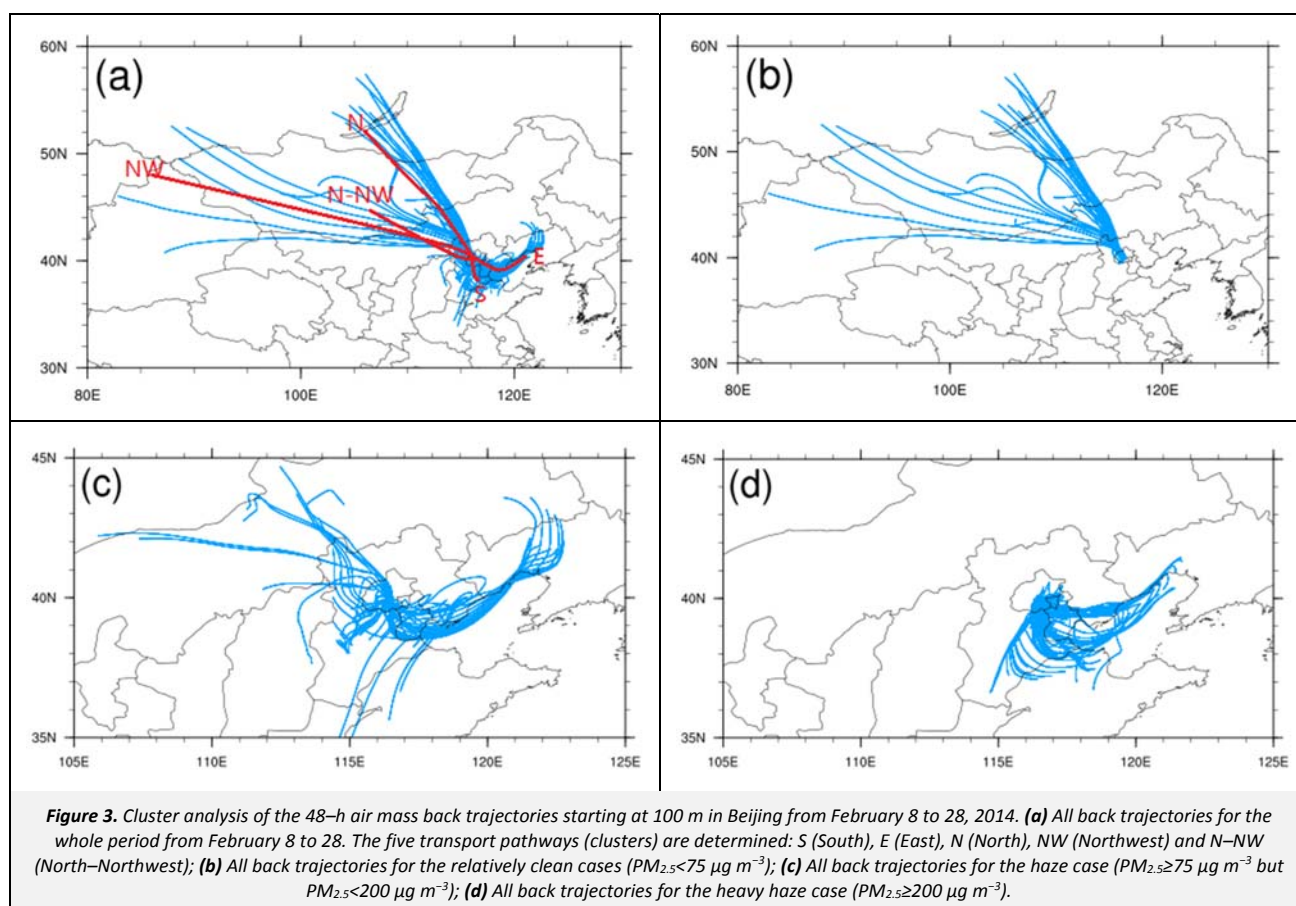 (a)
60N
50N
40N
30N
80E
100E
120E
N
NW
N-NW
E
S
(b)
60N
50N
40N
30N
80E
100E
120E
(c)
45N
40N
35N
105E
110E
115E
120E
125E
(d)
45N
40N
35N
105E
110E
115E
120E
125E
Figure 3. Cluster analysis of the 48–h air mass back trajectories starting at 100 m in Beijing from February 8 to 28, 2014. (a) All back trajectories for the
whole period from February 8 to 28. The five transport pathways (clusters) are determined: S (South), E (East), N (North), NW (Northwest) and N–NW
(North–Northwest); (b) All back trajectories for the relatively clean cases (PM2.5<75 μg m−3); (c) All back trajectories for the haze case (PM2.5≥75 μg m−3 but
PM2.5<200 μg m−3); (d) All back trajectories for the heavy haze case (PM2.5≥200 μg m−3).